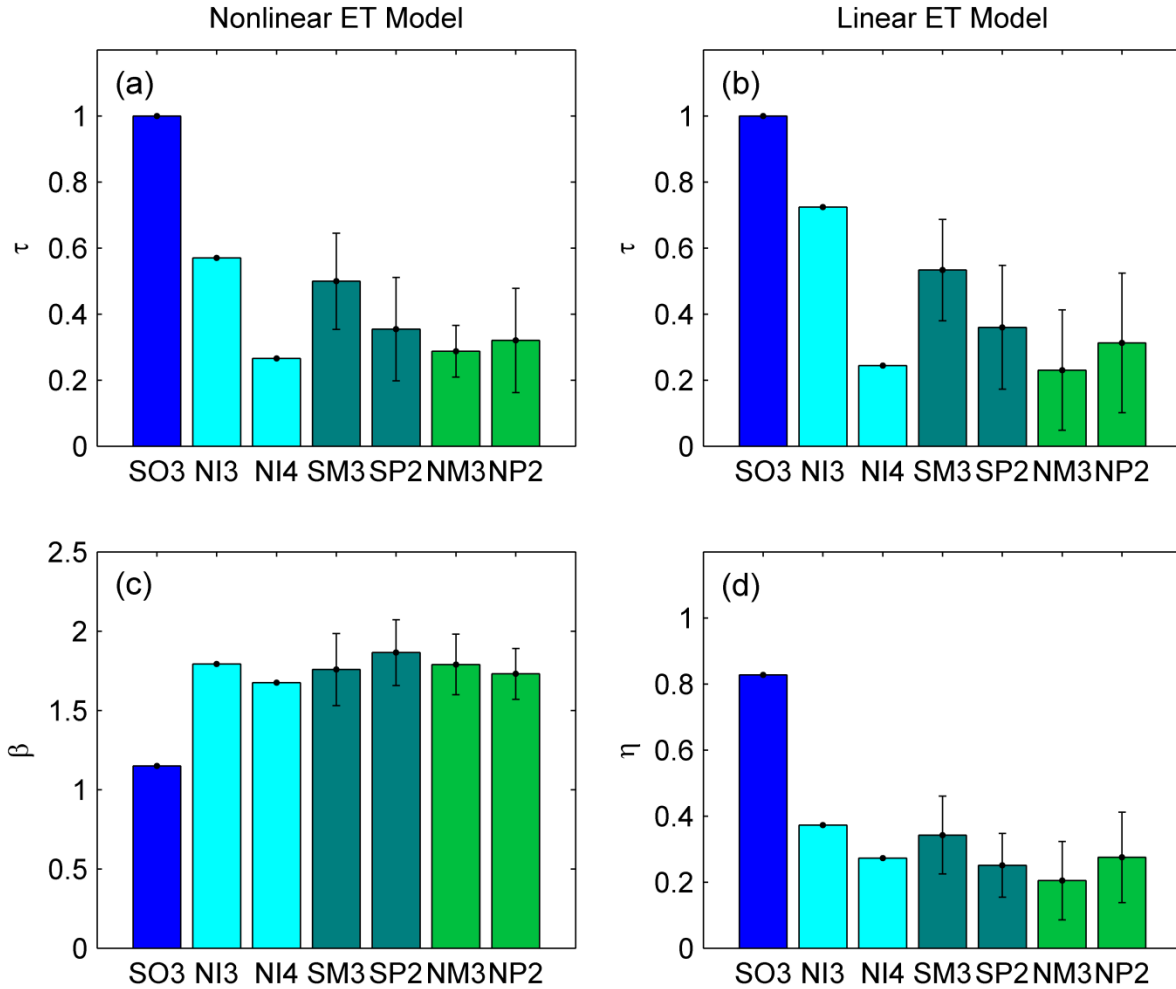 Nonlinear ET Model
Linear ET Model
(a)
1
0.8
0.6
0.4
0.2
0
τ
SO3 NI3 NI4 SM3 SP2 NM3 NP2
(b)
1
0.8
0.6
0.4
0.2
0
τ
SO3 NI3 NI4 SM3 SP2 NM3 NP2
(c)
2.5
2
1.5
1
0.5
0
β
SO3 NI3 NI4 SM3 SP2 NM3 NP2
(d)
1
0.8
0.6
0.4
0.2
0
η
SO3 NI3 NI4 SM3 SP2 NM3 NP2